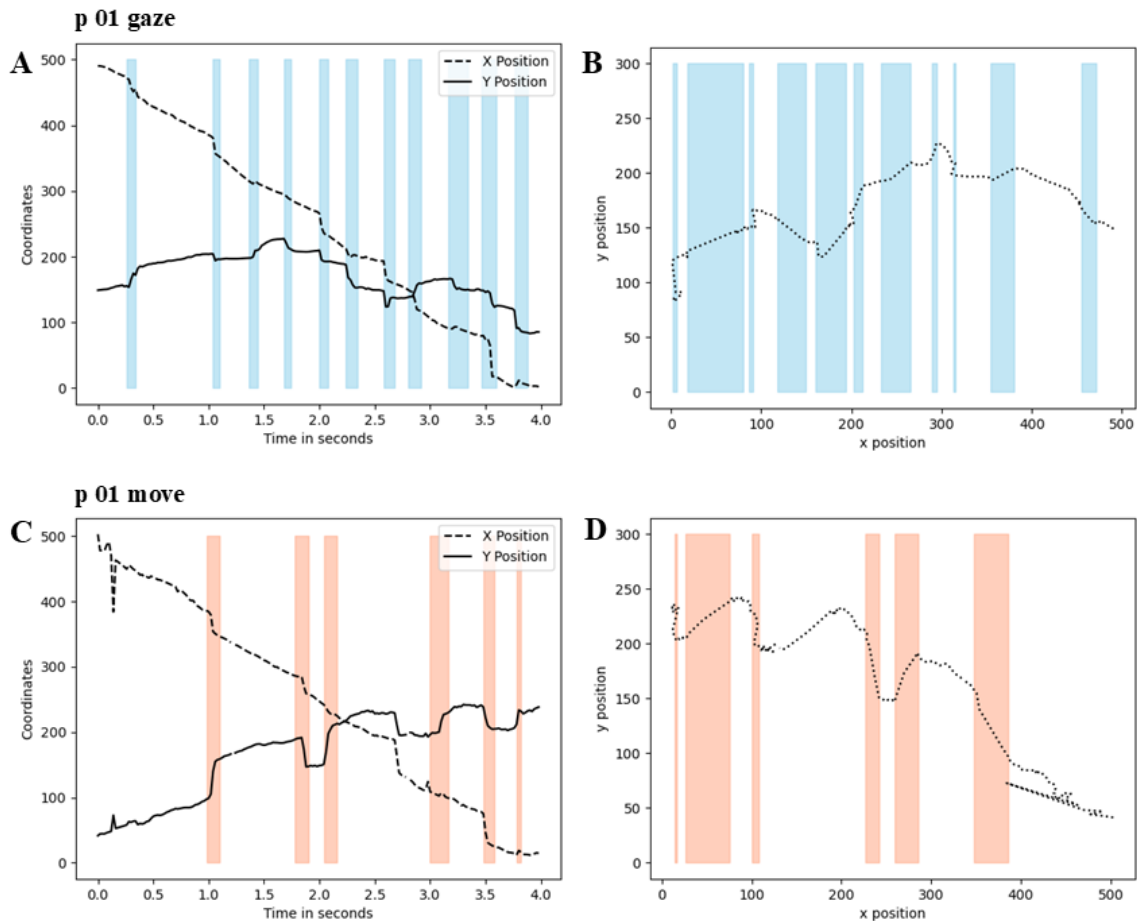 p 01 gaze
A
500
400
300
200
100
0
Coordinates
X Position
Y Position
0.0 0.5 1.0 1.5 2.0 2.5 3.0 3.5 4.0
Time in seconds
B
300
250
200
150
100
50
0
y position
0 100 200 300 400 500
x position
p 01 move
C
500
400
300
200
100
0
Coordinates
X Position
Y Position
0.0 0.5 1.0 1.5 2.0 2.5 3.0 3.5 4.0
Time in seconds
D
300
250
200
150
100
50
0
y position
0 100 200 300 400 500
x position